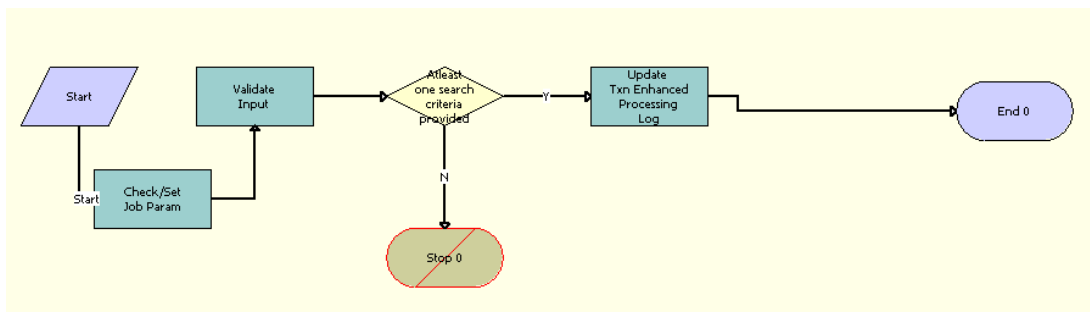 Start
Start
Check/Set
Job Param
Validate
Input
Atleast
one search
criteria
provided
Y
N
Stop 0
Update
Txn Enhanced
Processing
Log
End 0